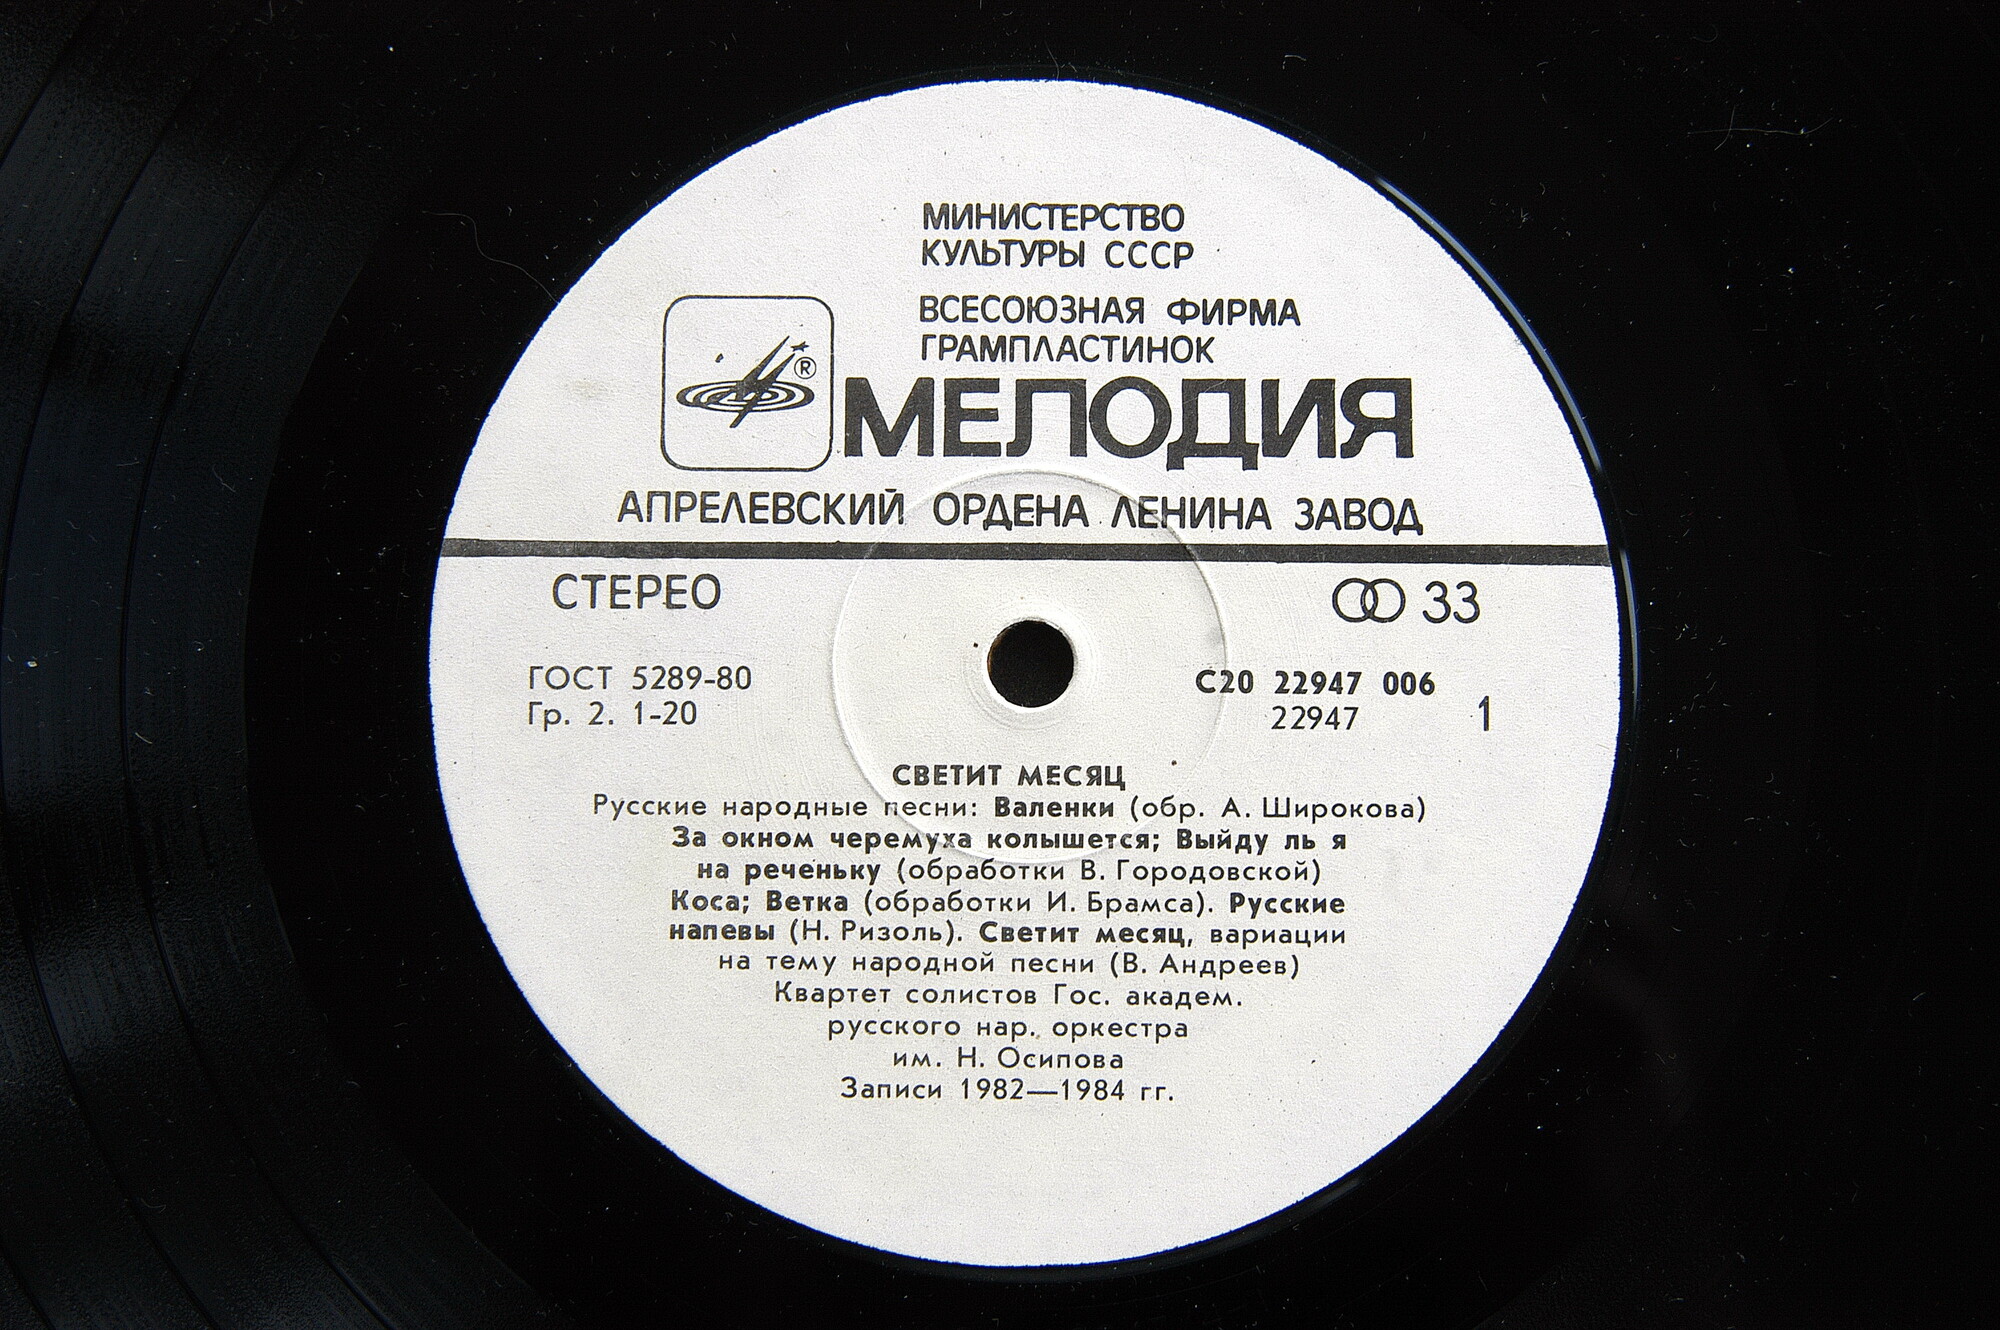 МИНИСТЕРСТВО
КУЛЬТУРЫ СССР
ВСЕСОЮЗНАЯ ФИРМА
ГРАМПЛАСТИНОК
®
МЕЛОДИЯ
АПРЕЛЕВСКИЙ ОРДЕНА ЛЕНИНА ЗАВОД
СТЕРЕО
33
ГОСТ 5289-80
Гр. 2. 1-20
С20 22947 006
22947
1
СВЕТИТ МЕСЯЦ
Русские народные песни: Валенки (обр. А. Широкова)
За окном черемуха колышется; Выйду ль я
на реченьку (обработки В. Городовской)
Коса; Ветка (обработки И. Брамса). Русские
напевы (Н. Ризоль). Светит месяц, вариации
на тему народной песни (В. Андреев)
Квартет солистов Гос. академ.
русского нар. оркестра
им. Н. Осипова
Записи 1982—1984 гг.